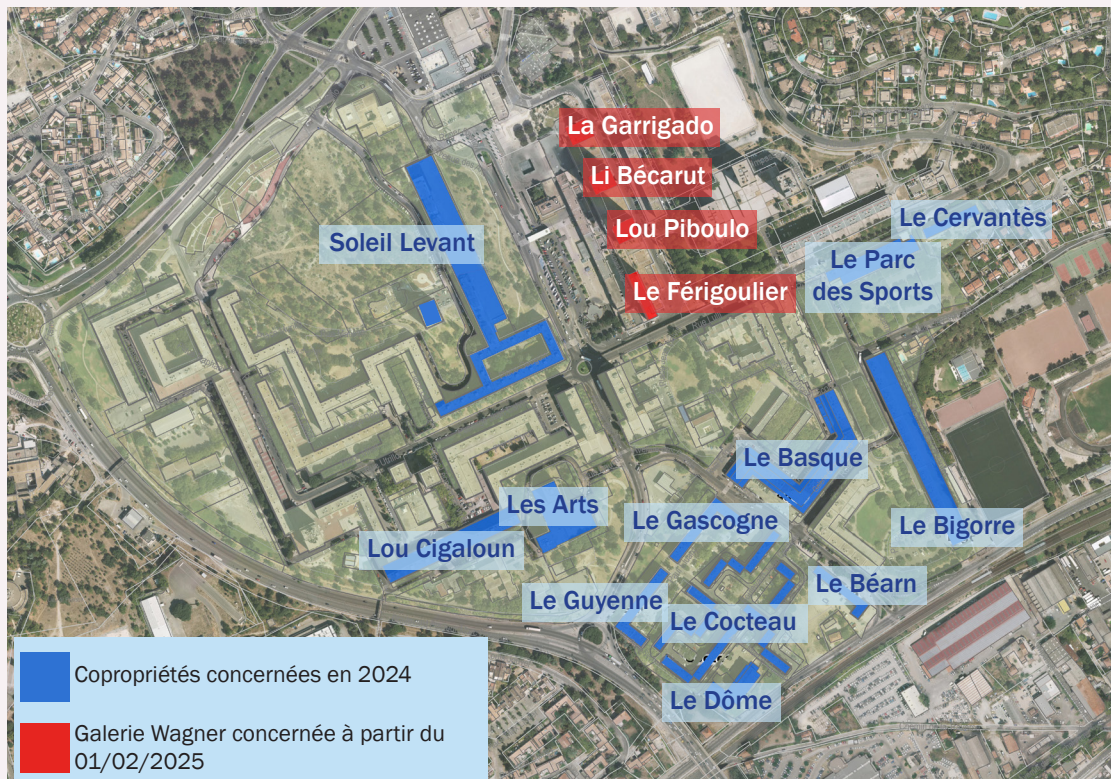 La Garrigado
Li Bécarut
Lou Piboulo
Le Cervantès
Soleil Levant
Le Parc
des Sports
Le Férigoulier
Le Basque
Les Arts
Le Gascogne
Le Bigorre
Lou Cigaloun
Le Béarn
Le Guyenne
Le Cocteau
Le Dôme
Copropriétés concernées en 2024
Galerie Wagner concernée à partir du
01/02/2025